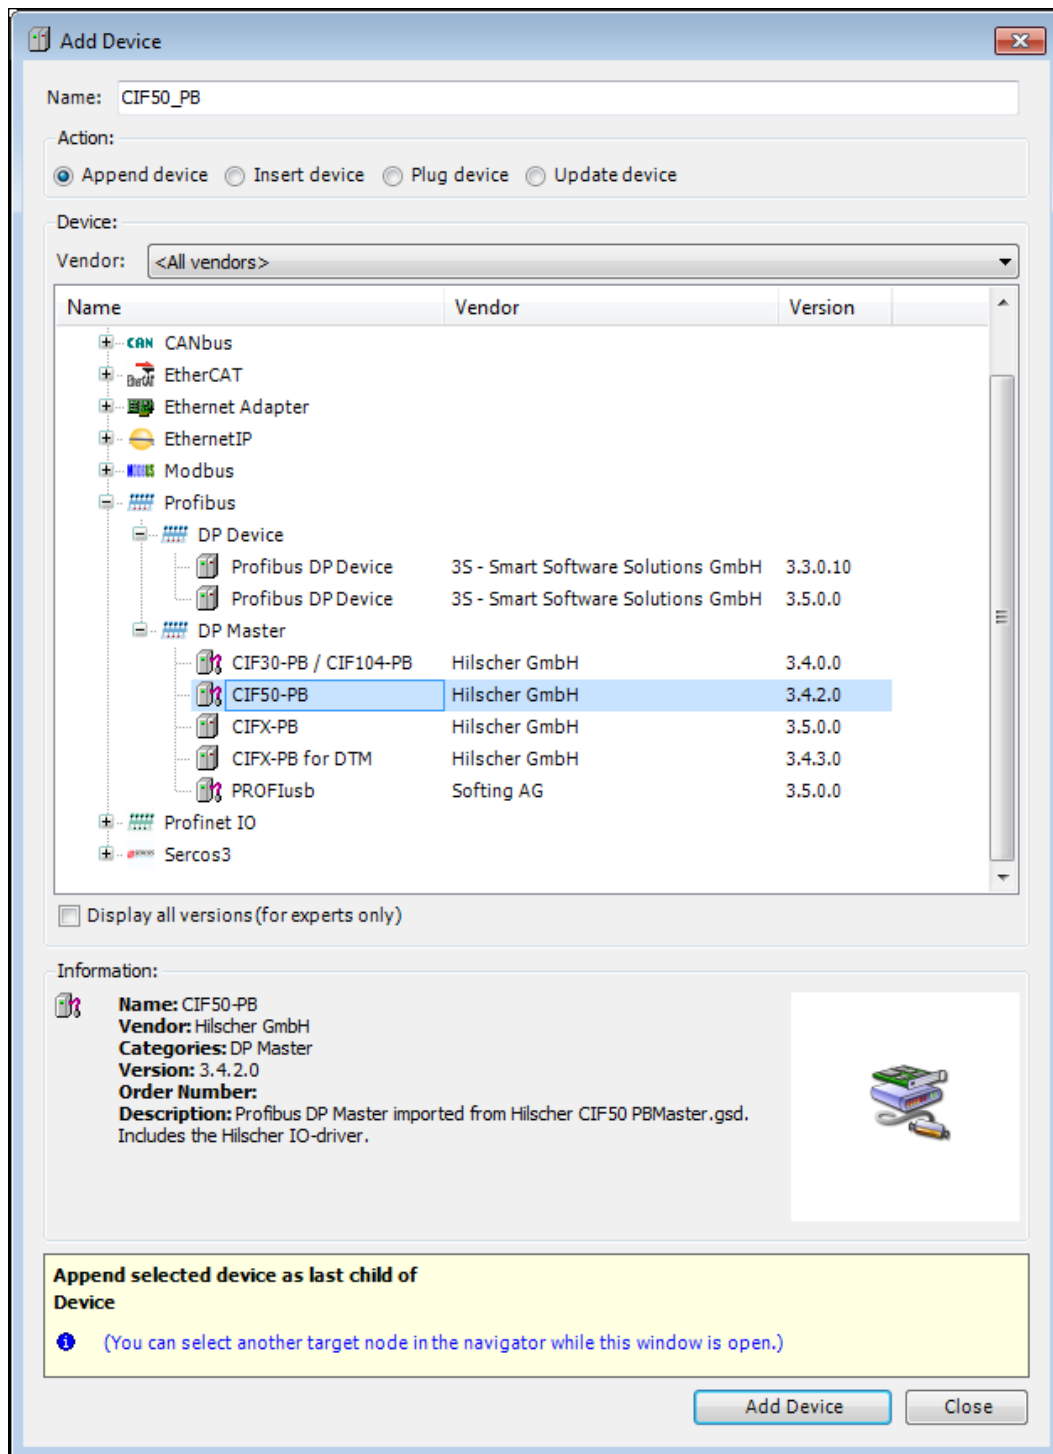 Add Device
Name: CIF50_PB
Action:
Append device Insert device Plug device Update device
Device:
Vendor: <All vendors>
Name Vendor Version
CAN CANbus
EtherCAT EtherCAT
Ethernet Adapter
EthernetIP
MODBUS Modbus
Profibus
DP Device
Profibus DP Device 3S - Smart Software Solutions GmbH 3.3.0.10
Profibus DP Device 3S - Smart Software Solutions GmbH 3.5.0.0
DP Master
CIF30-PB / CIF104-PB Hilscher GmbH 3.4.0.0
CIF50-PB Hilscher GmbH 3.4.2.0
CIFX-PB Hilscher GmbH 3.5.0.0
CIFX-PB for DTM Hilscher GmbH 3.4.3.0
PROFIusb Softing AG 3.5.0.0
Profinet IO
Sercos3
Display all versions (for experts only)
Information:
Name: CIF50-PB
Vendor: Hilscher GmbH
Categories: DP Master
Version: 3.4.2.0
Order Number:
Description: Profibus DP Master imported from Hilscher CIF50 PBMaster.gsd.
Includes the Hilscher IO-driver.
Append selected device as last child of
Device
(You can select another target node in the navigator while this window is open.)
Add Device Close